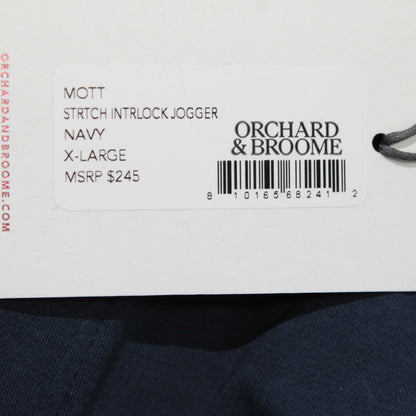 ORCHARDANDBROOME.COM
MOTT
STRTCH INTRLOCK JOGGER
NAVY
X-LARGE
MSRP $245
ORCHARD
& BROOME
8 10165 68241 2